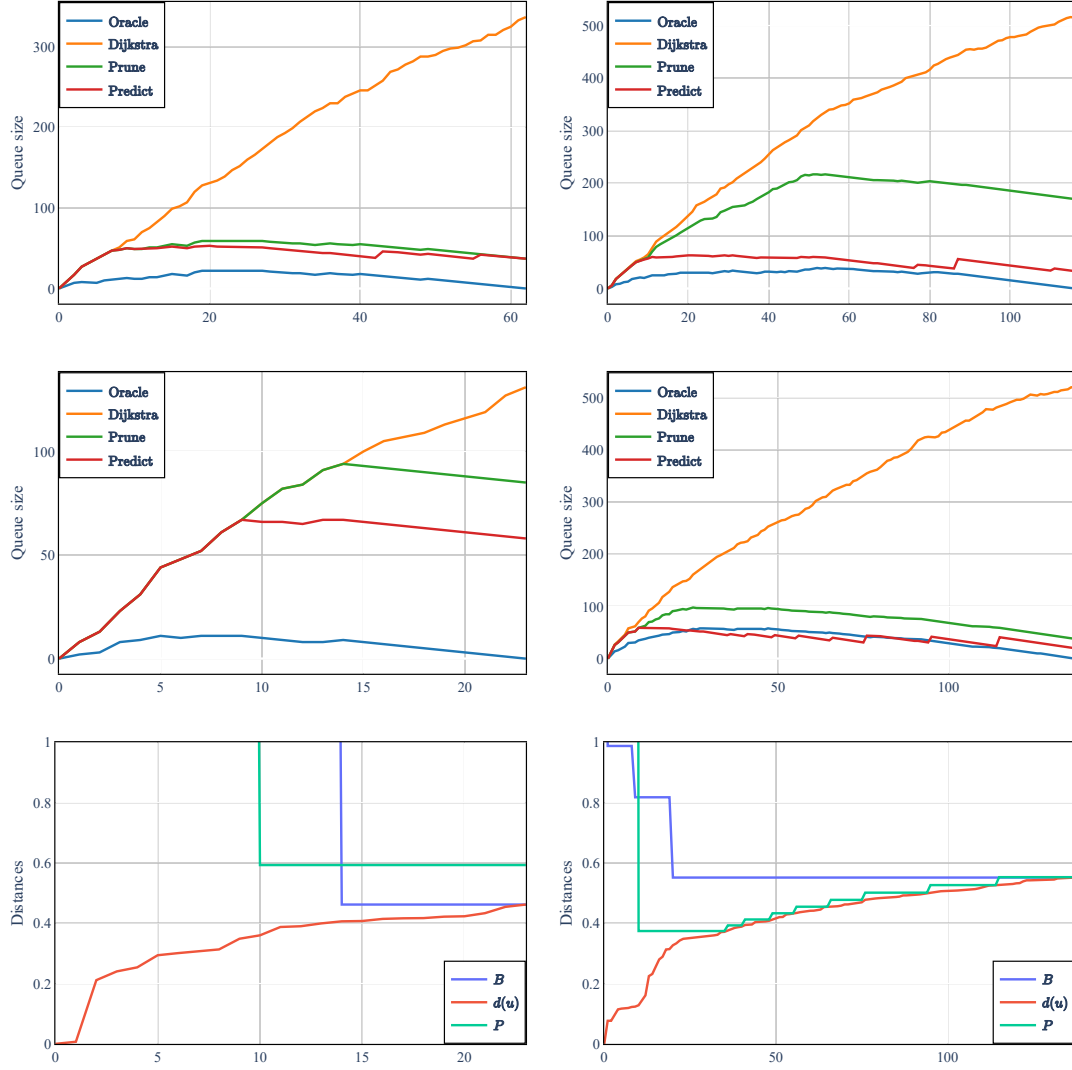 Oracle
Dijkstra
Prune
Predict
Queue size
300
200
100
0
0 20 40 60
Oracle
Dijkstra
Prune
Predict
Queue size
500
400
300
200
100
0
0 20 40 60 80 100
Oracle
Dijkstra
Prune
Predict
Queue size
100
50
0
0 5 10 15 20
Oracle
Dijkstra
Prune
Predict
Queue size
500
400
300
200
100
0
0 50 100
Distances
1
0.8
0.6
0.4
0.2
0
0 5 10 15 20
B
d(u)
P
Distances
1
0.8
0.6
0.4
0.2
0
0 50 100
B
d(u)
P